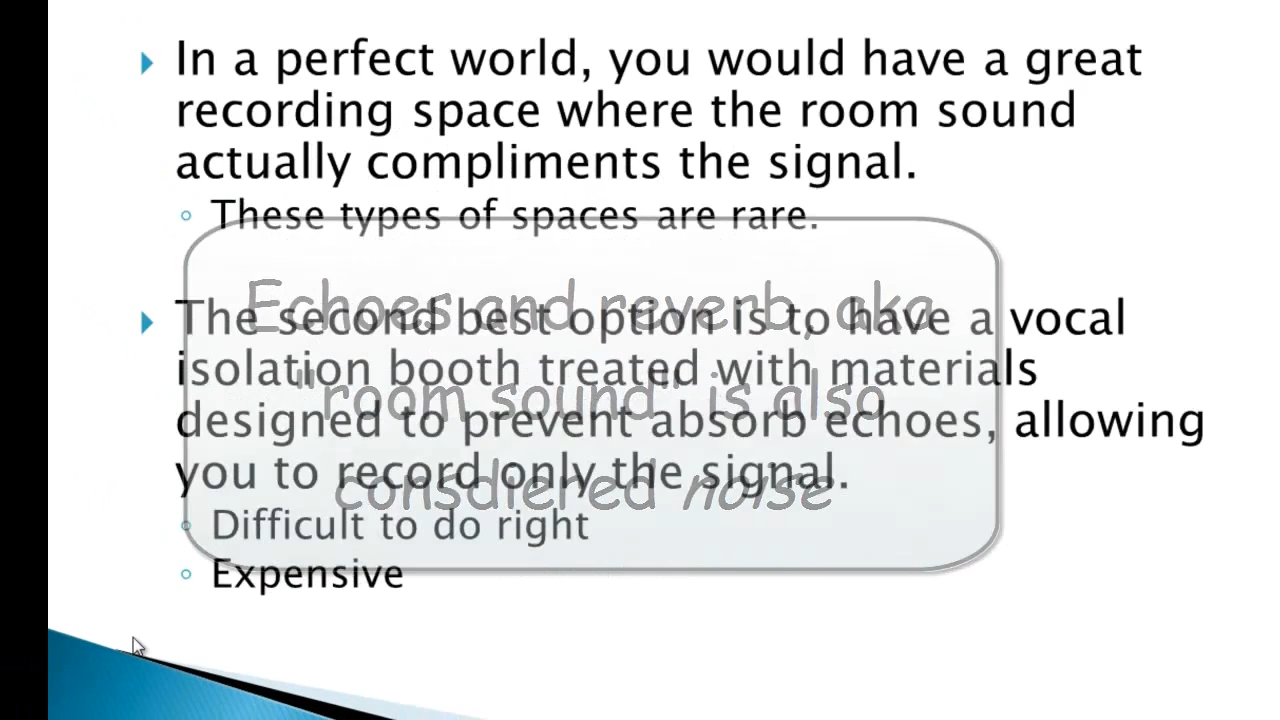 In a perfect world, you would have a great
recording space where the room sound
actually compliments the signal.
These types of spaces are rare.
The second best option is to have a vocal
isolation booth treated with materials
designed to prevent absorb echoes, allowing
you to record only the signal.
Difficult to do right
Expensive
Echoes and reverb, aka
"room sound" is also
consdiered noise